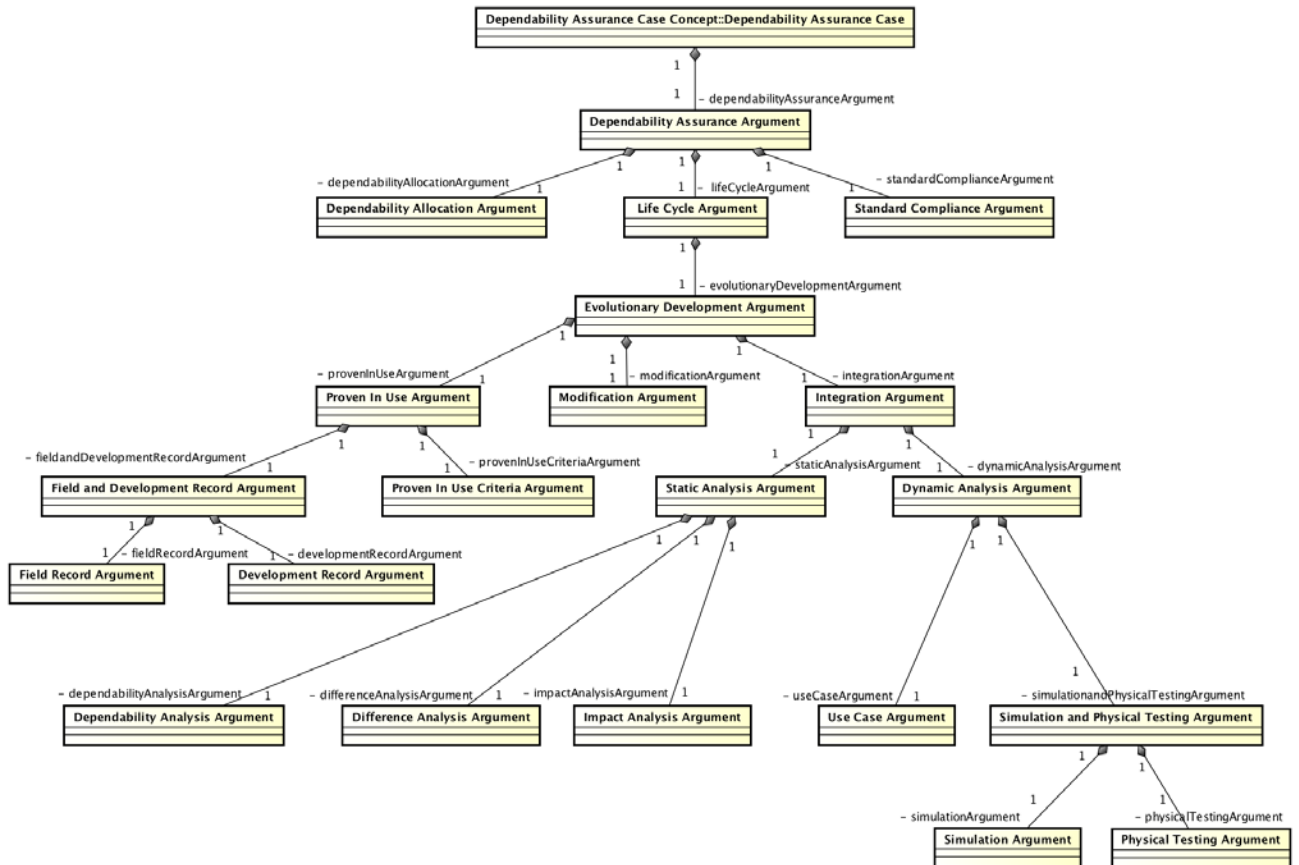 Dependability Assurance Case Concept::Dependability Assurance Case
1
1
- dependabilityAssuranceArgument
Dependability Assurance Argument
1
1
1
- dependabilityAllocationArgument
1
1
- lifeCycleArgument
1
- standardComplianceArgument
Dependability Allocation Argument
Life Cycle Argument
Standard Compliance Argument
1
1
- evolutionaryDevelopmentArgument
Evolutionary Development Argument
1
1
1
- provenInUseArgument
1
1
- modificationArgument
1
- integrationArgument
Proven In Use Argument
Modification Argument
Integration Argument
1
1
1
1
- fieldandDevelopmentRecordArgument
1
1
- provenInUseCriteriaArgument
1
- staticAnalysisArgument
1
- dynamicAnalysisArgument
Field and Development Record Argument
Proven In Use Criteria Argument
Static Analysis Argument
Dynamic Analysis Argument
1
1
1
1
1
1
1
1
- fieldRecordArgument
1
- developmentRecordArgument
Field Record Argument
Development Record Argument
- dependabilityAnalysisArgument
1
- differenceAnalysisArgument
1
- impactAnalysisArgument
1
- useCaseArgument
1
1
- simulationandPhysicalTestingArgument
Dependability Analysis Argument
Difference Analysis Argument
Impact Analysis Argument
Use Case Argument
Simulation and Physical Testing Argument
1
1
1
- simulationArgument
1
- physicalTestingArgument
Simulation Argument
Physical Testing Argument